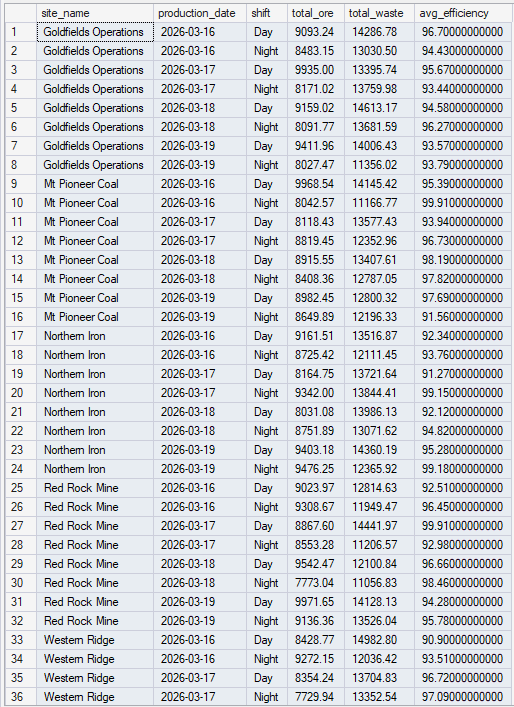 site_name production_date shift total_ore total_waste avg_efficiency
1 Goldfields Operations 2026-03-16 Day 9093.24 14286.78 96.70000000000
2 Goldfields Operations 2026-03-16 Night 8483.15 13030.50 94.43000000000
3 Goldfields Operations 2026-03-17 Day 9935.00 13395.74 95.67000000000
4 Goldfields Operations 2026-03-17 Night 8171.02 13759.98 93.44000000000
5 Goldfields Operations 2026-03-18 Day 9159.02 14613.17 94.58000000000
6 Goldfields Operations 2026-03-18 Night 8091.77 13681.59 96.27000000000
7 Goldfields Operations 2026-03-19 Day 9411.96 14006.43 93.57000000000
8 Goldfields Operations 2026-03-19 Night 8027.47 11356.02 93.79000000000
9 Mt Pioneer Coal 2026-03-16 Day 9968.54 14145.42 95.39000000000
10 Mt Pioneer Coal 2026-03-16 Night 8042.57 11166.77 99.91000000000
11 Mt Pioneer Coal 2026-03-17 Day 8118.43 13577.43 93.94000000000
12 Mt Pioneer Coal 2026-03-17 Night 8819.45 12352.96 96.73000000000
13 Mt Pioneer Coal 2026-03-18 Day 8915.55 13407.61 98.19000000000
14 Mt Pioneer Coal 2026-03-18 Night 8408.36 12787.05 97.82000000000
15 Mt Pioneer Coal 2026-03-19 Day 8982.45 12800.32 97.69000000000
16 Mt Pioneer Coal 2026-03-19 Night 8649.89 12196.33 91.56000000000
17 Northern Iron 2026-03-16 Day 9161.51 13516.87 92.34000000000
18 Northern Iron 2026-03-16 Night 8725.42 12111.45 93.76000000000
19 Northern Iron 2026-03-17 Day 8164.75 13721.64 91.27000000000
20 Northern Iron 2026-03-17 Night 9342.00 13844.41 99.15000000000
21 Northern Iron 2026-03-18 Day 8031.08 13986.13 92.12000000000
22 Northern Iron 2026-03-18 Night 8751.89 13071.62 94.82000000000
23 Northern Iron 2026-03-19 Day 9403.18 14360.19 95.28000000000
24 Northern Iron 2026-03-19 Night 9476.25 12365.92 99.18000000000
25 Red Rock Mine 2026-03-16 Day 9023.97 12814.63 92.51000000000
26 Red Rock Mine 2026-03-16 Night 9308.67 11949.47 96.45000000000
27 Red Rock Mine 2026-03-17 Day 8867.60 14441.97 99.91000000000
28 Red Rock Mine 2026-03-17 Night 8553.28 11206.57 92.98000000000
29 Red Rock Mine 2026-03-18 Day 9542.47 12100.84 96.66000000000
30 Red Rock Mine 2026-03-18 Night 7773.04 11056.83 98.46000000000
31 Red Rock Mine 2026-03-19 Day 9971.65 14128.13 94.28000000000
32 Red Rock Mine 2026-03-19 Night 9136.36 13526.04 95.78000000000
33 Western Ridge 2026-03-16 Day 8428.77 14982.80 90.90000000000
34 Western Ridge 2026-03-16 Night 9272.15 12036.42 93.51000000000
35 Western Ridge 2026-03-17 Day 8354.24 13704.83 96.72000000000
36 Western Ridge 2026-03-17 Night 7729.94 13352.54 97.09000000000